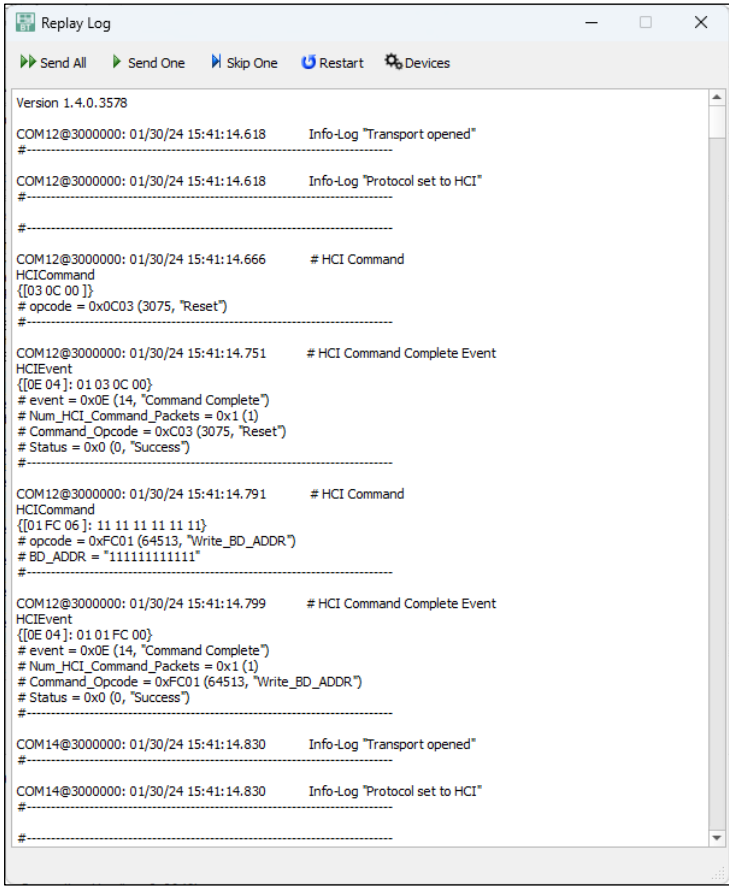 Replay Log
Send All Send One Skip One Restart Devices
Version 1.4.0.3578
COM12@3000000: 01/30/24 15:41:14.618 Info-Log "Transport opened"
#--------------------------------------------------------------------------------
COM12@3000000: 01/30/24 15:41:14.618 Info-Log "Protocol set to HCI"
#--------------------------------------------------------------------------------
#--------------------------------------------------------------------------------
COM12@3000000: 01/30/24 15:41:14.666 # HCI Command
HCICommand
{[03 0C 00 ]}
# opcode = 0x0C03 (3075, "Reset")
#--------------------------------------------------------------------------------
COM12@3000000: 01/30/24 15:41:14.751 # HCI Command Complete Event
HCIEvent
{[0E 04 ]: 01 03 0C 00}
# event = 0x0E (14, "Command Complete")
# Num_HCI_Command_Packets = 0x1 (1)
# Command_Opcode = 0xC03 (3075, "Reset")
# Status = 0x0 (0, "Success")
#--------------------------------------------------------------------------------
COM12@3000000: 01/30/24 15:41:14.791 # HCI Command
HCICommand
{[01 FC 06 ]: 11 11 11 11 11 11}
# opcode = 0xFC01 (64513, "Write_BD_ADDR")
# BD_ADDR = "111111111111"
#--------------------------------------------------------------------------------
COM12@3000000: 01/30/24 15:41:14.799 # HCI Command Complete Event
HCIEvent
{[0E 04 ]: 01 01 FC 00}
# event = 0x0E (14, "Command Complete")
# Num_HCI_Command_Packets = 0x1 (1)
# Command_Opcode = 0xFC01 (64513, "Write_BD_ADDR")
# Status = 0x0 (0, "Success")
#--------------------------------------------------------------------------------
COM14@3000000: 01/30/24 15:41:14.830 Info-Log "Transport opened"
#--------------------------------------------------------------------------------
COM14@3000000: 01/30/24 15:41:14.830 Info-Log "Protocol set to HCI"
#--------------------------------------------------------------------------------
#--------------------------------------------------------------------------------